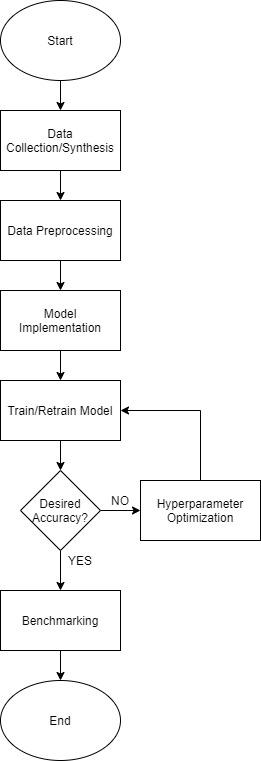 Start
Data
Collection/Synthesis
Data Preprocessing
Model
Implementation
Train/Retrain Model
Desired
Accuracy?
NO
Hyperparameter
Optimization
YES
Benchmarking
End